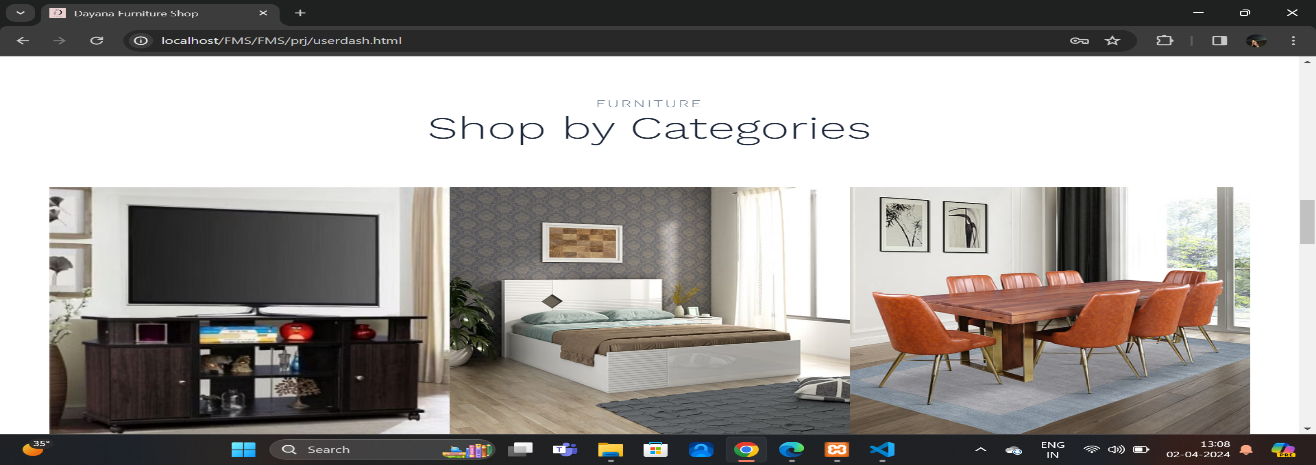 Dayana Furniture Shop
localhost/FMS/FMS/prj/userdash.html
FURNITURE
Shop by Categories
35°
Search
ENG
IN
13:08
02-04-2024